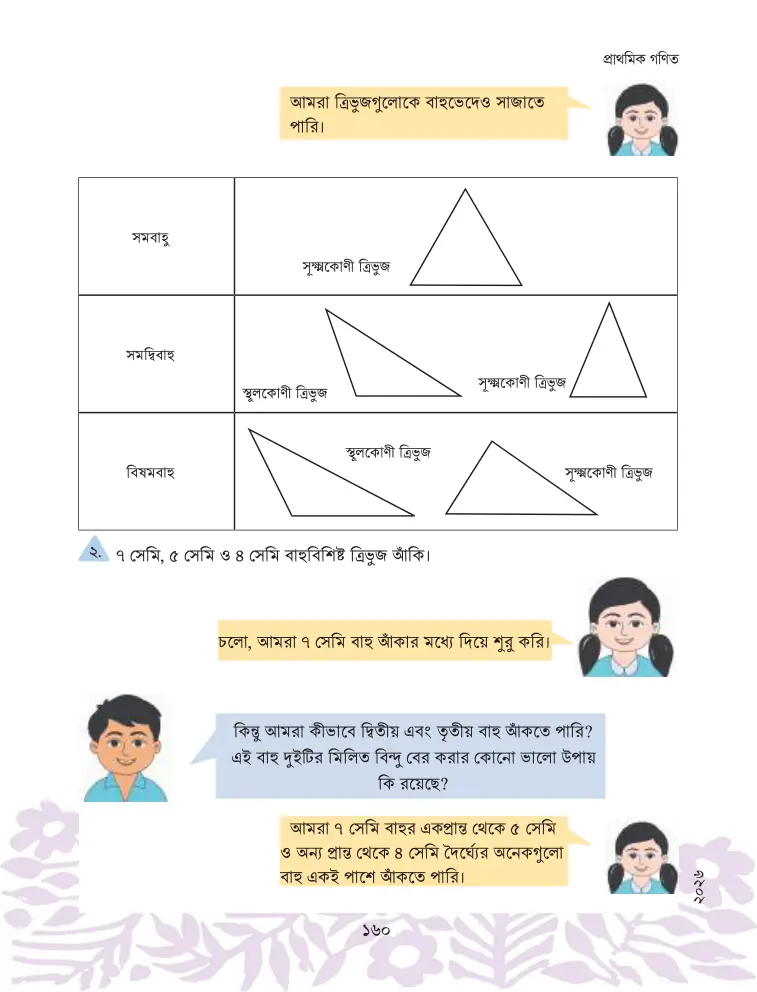 প্রাথমিক গণিত
আমরা ত্রিভুজগুলোকে বাহুভেদেও সাজাতে
পারি।
সমবাহু
সূক্ষ্মকোণী ত্রিভুজ
সমদ্বিবাহু
স্থূলকোণী ত্রিভুজ
সূক্ষ্মকোণী ত্রিভুজ
বিষমবাহু
স্থূলকোণী ত্রিভুজ
সূক্ষ্মকোণী ত্রিভুজ
২. ৭ সেমি, ৫ সেমি ও ৪ সেমি বাহুবিশিষ্ট ত্রিভুজ আঁকি।
চলো, আমরা ৭ সেমি বাহু আঁকার মধ্যে দিয়ে শুরু করি।
কিন্তু আমরা কীভাবে দ্বিতীয় এবং তৃতীয় বাহু আঁকতে পারি?
এই বাহু দুইটির মিলিত বিন্দু বের করার কোনো ভালো উপায়
কি রয়েছে?
আমরা ৭ সেমি বাহুর একপ্রান্ত থেকে ৫ সেমি
ও অন্য প্রান্ত থেকে ৪ সেমি দৈর্ঘ্যের অনেকগুলো
বাহু একই পাশে আঁকতে পারি।
২০২৬
১৬০